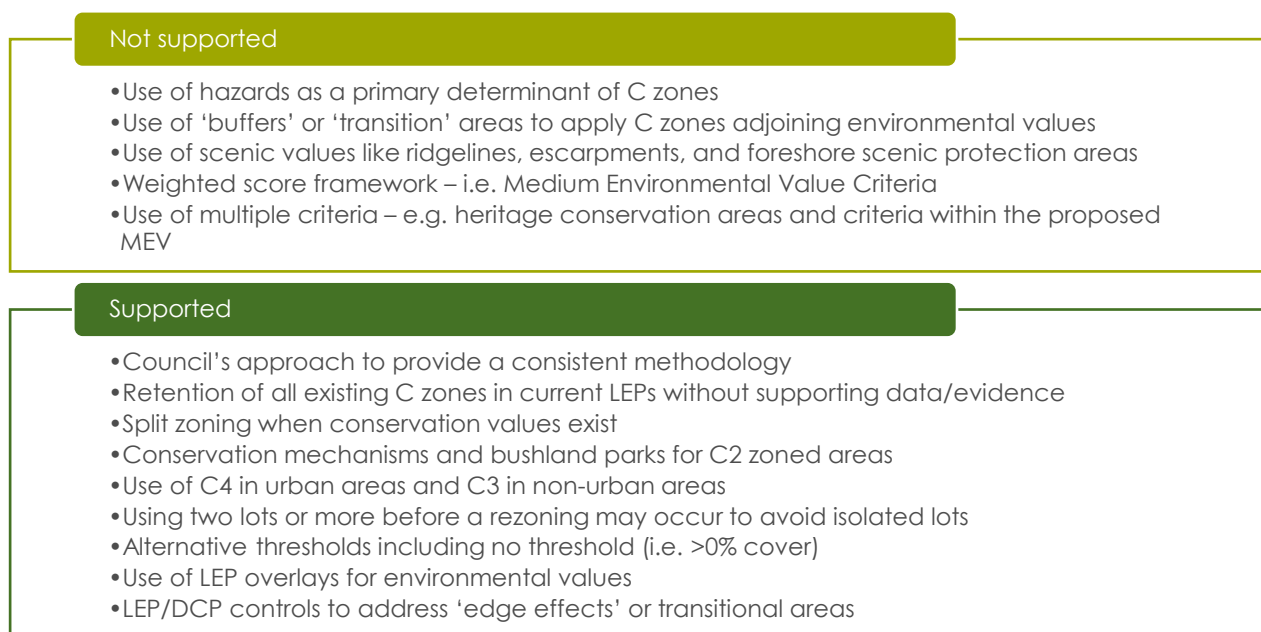 Not supported
•Use of hazards as a primary determinant of C zones
•Use of ‘buffers’ or ‘transition’ areas to apply C zones adjoining environmental values
•Use of scenic values like ridgelines, escarpments, and foreshore scenic protection areas
•Weighted score framework – i.e. Medium Environmental Value Criteria
•Use of multiple criteria – e.g. heritage conservation areas and criteria within the proposed
MEV
Supported
•Council’s approach to provide a consistent methodology
•Retention of all existing C zones in current LEPs without supporting data/evidence
•Split zoning when conservation values exist
•Conservation mechanisms and bushland parks for C2 zoned areas
•Use of C4 in urban areas and C3 in non-urban areas
•Using two lots or more before a rezoning may occur to avoid isolated lots
•Alternative thresholds including no threshold (i.e. >0% cover)
•Use of LEP overlays for environmental values
•LEP/DCP controls to address ‘edge effects’ or transitional areas